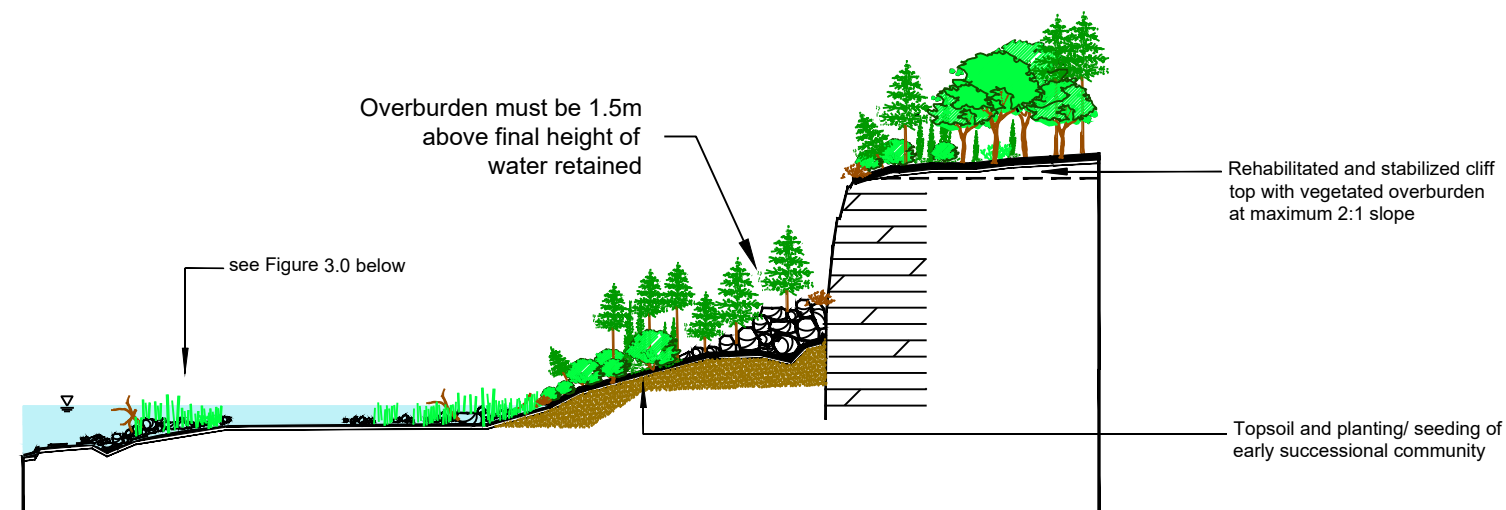 Overburden must be 1.5m
above final height of
water retained
Rehabilitated and stabilized cliff
top with vegetated overburden
at maximum 2:1 slope
see Figure 3.0 below
Topsoil and planting/ seeding of
early successional community